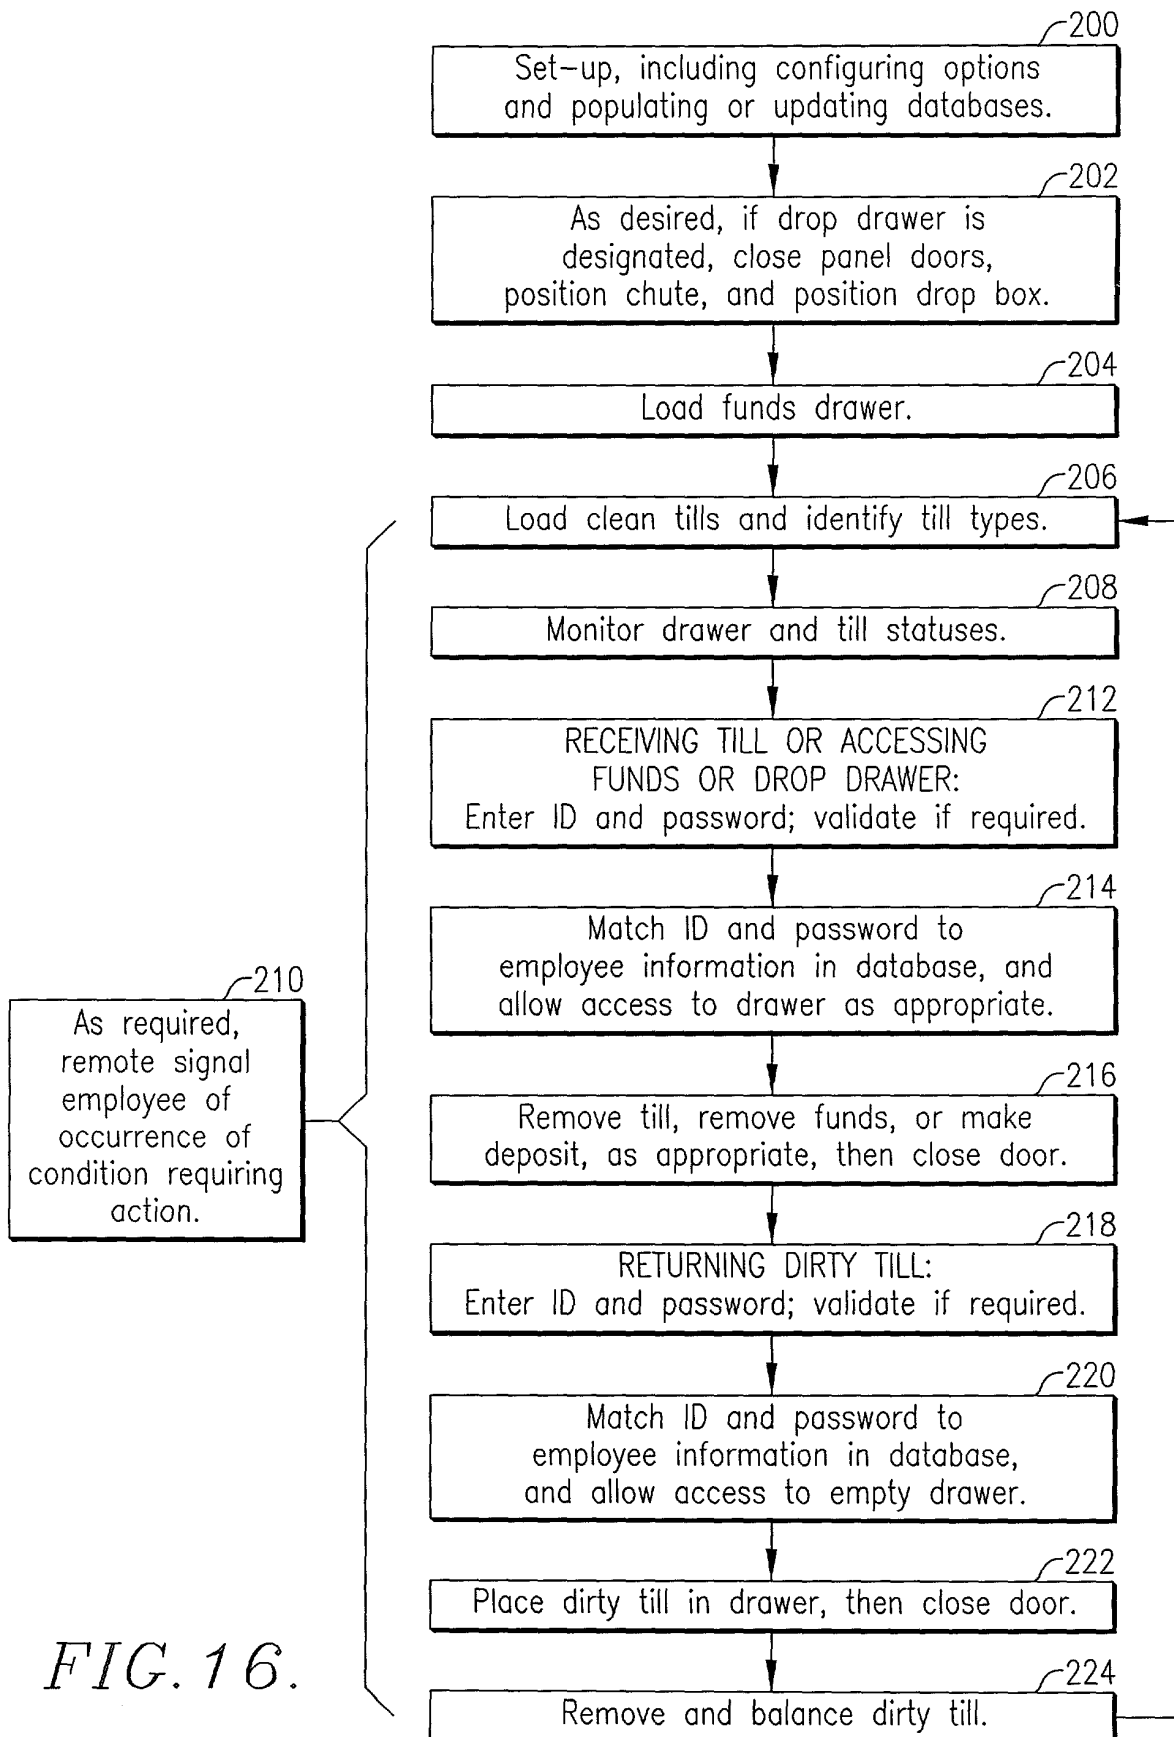 200
Set-up, including configuring options
and populating or updating databases.
202
As desired, if drop drawer is
designated, close panel doors,
position chute, and position drop box.
204
Load funds drawer.
206
Load clean tills and identify till types.
208
Monitor drawer and till statuses.
212
RECEIVING TILL OR ACCESSING
FUNDS OR DROP DRAWER:
Enter ID and password; validate if required.
214
Match ID and password to
employee information in database, and
allow access to drawer as appropriate.
210
As required,
remote signal
employee of
occurrence of
condition requiring
action.
216
Remove till, remove funds, or make
deposit, as appropriate, then close door.
218
RETURNING DIRTY TILL:
Enter ID and password; validate if required.
220
Match ID and password to
employee information in database,
and allow access to empty drawer.
222
Place dirty till in drawer, then close door.
224
Remove and balance dirty till.
FIG. 16.